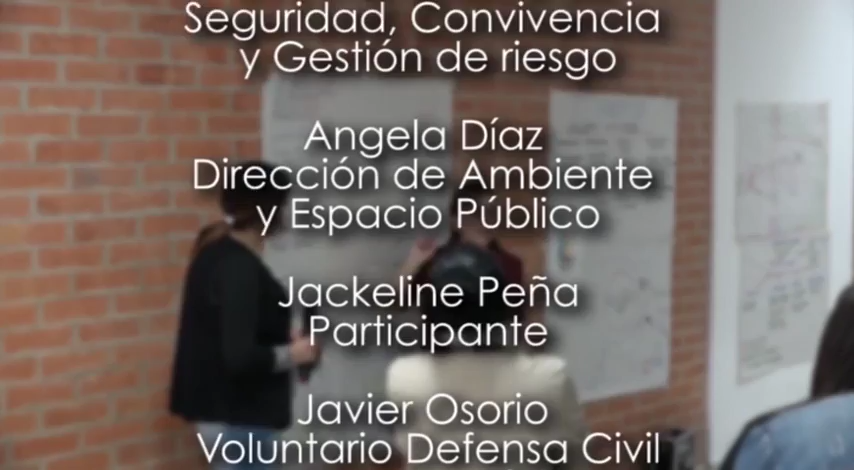 Seguridad, Convivencia
y Gestión de riesgo
Angela Díaz
Dirección de Ambiente
y Espacio Público
Jackeline Peña
Participante
Javier Osorio
Voluntario Defensa Civil